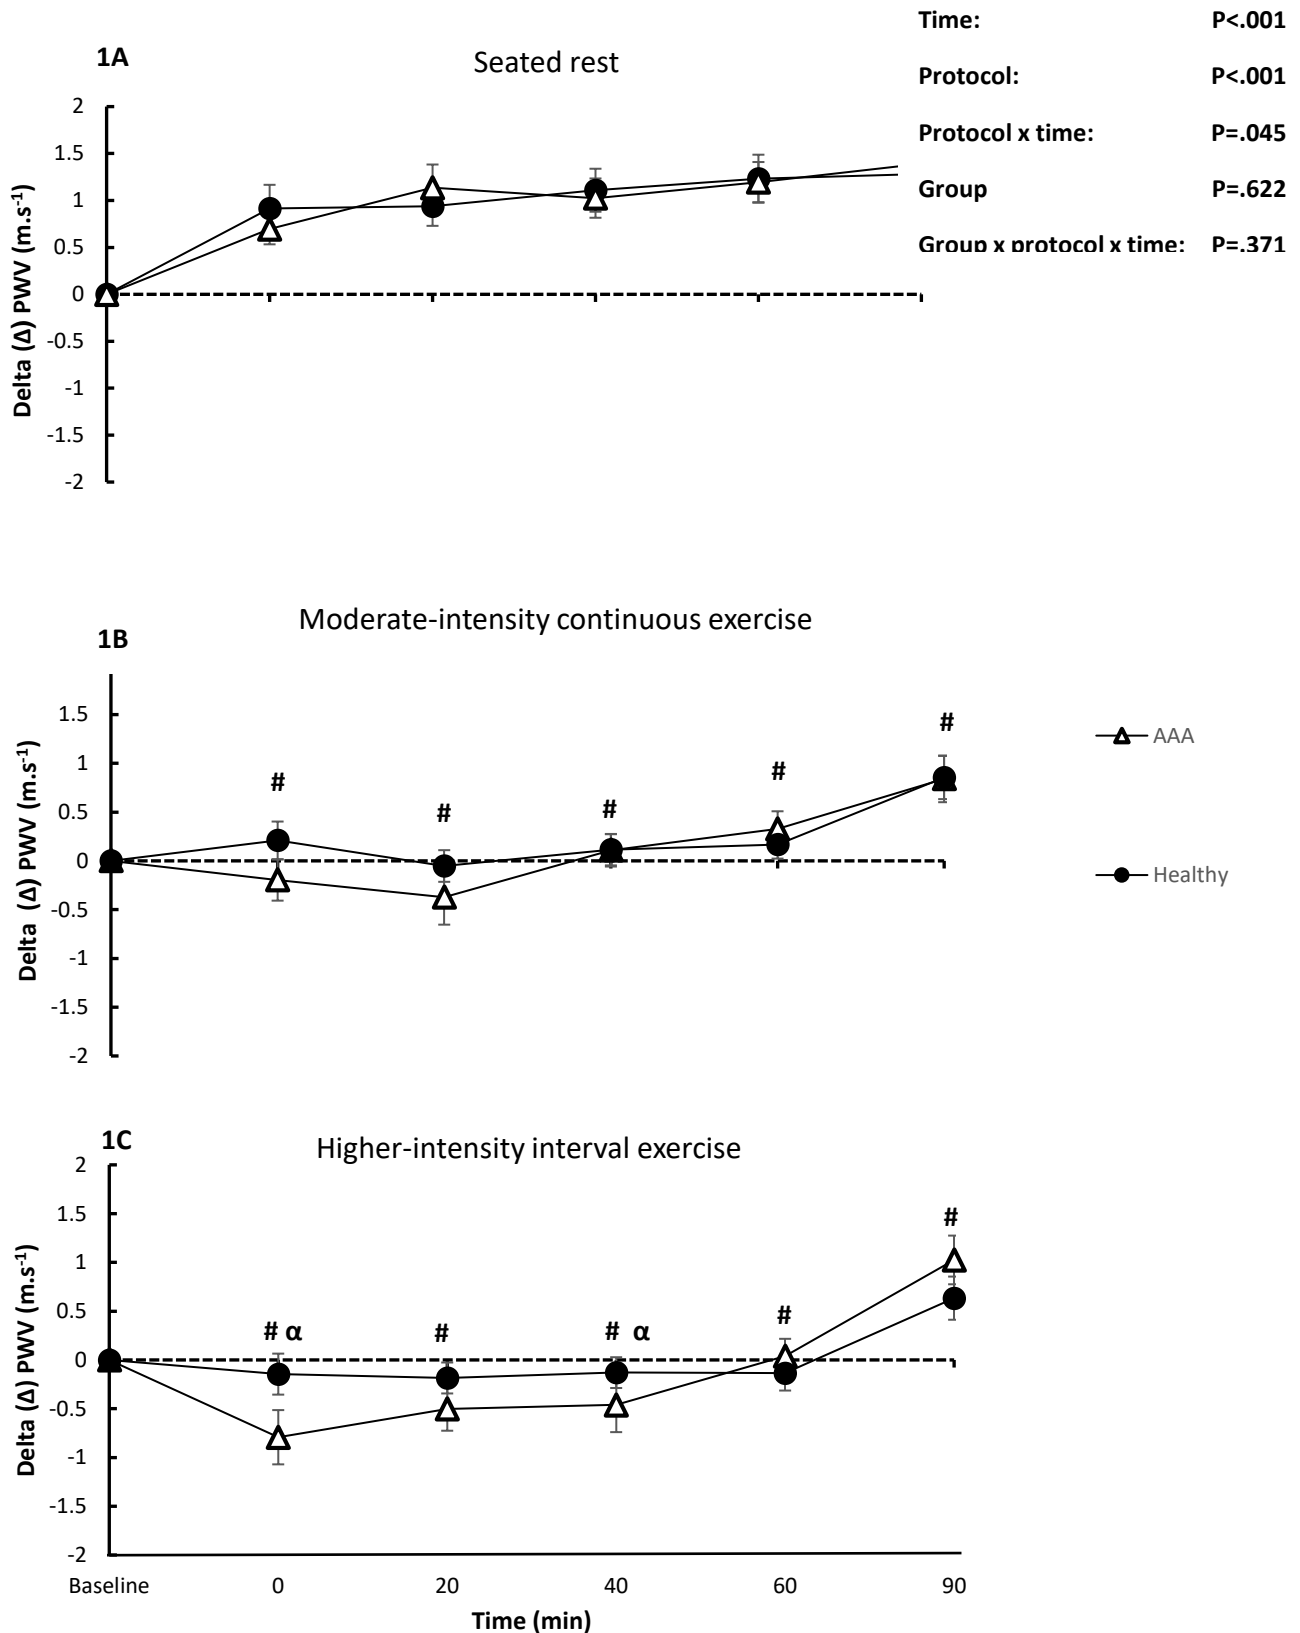 Time: P<.001
1A
Seated rest
Protocol: P<.001
Protocol x time: P=.045
Group P=.622
Group x protocol x time: P=.371
2
1.5
1
0.5
0
-0.5
-1
-1.5
-2
Delta (Δ) PWV (m.s-1)
Moderate-intensity continuous exercise
1B
1.5
1
0.5
0
-0.5
-1
-1.5
-2
Delta (Δ) PWV (m.s-1)
# # # # #
AAA
Healthy
1C
Higher-intensity interval exercise
2
1.5
1
0.5
0
-0.5
-1
-1.5
-2
Delta (Δ) PWV (m.s-1)
# α # # α # #
Baseline 0 20 40 60 90
Time (min)